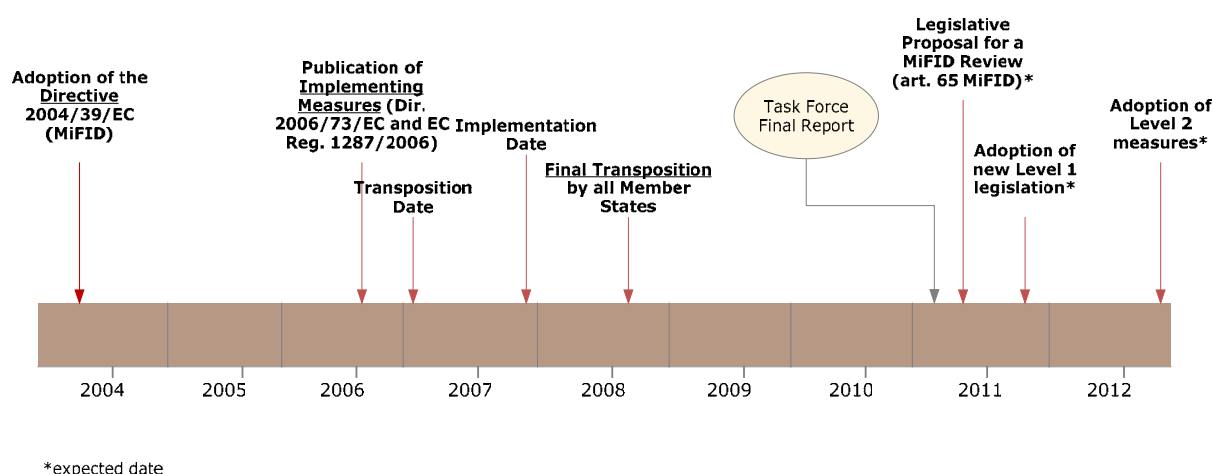 Adoption of the
Directive
2004/39/EC
(MiFID)
Publication of
Implementing
Measures (Dir.
2006/73/EC and EC
Reg. 1287/2006)
Transposition
Date
Implementation
Date
Final Transposition
by all Member
States
Task Force
Final Report
Legislative
Proposal for a
MiFID Review
(art. 65 MiFID)*
Adoption of
new Level 1
legislation*
Adoption of
Level 2
measures*
2004
2005
2006
2007
2008
2009
2010
2011
2012
*expected date